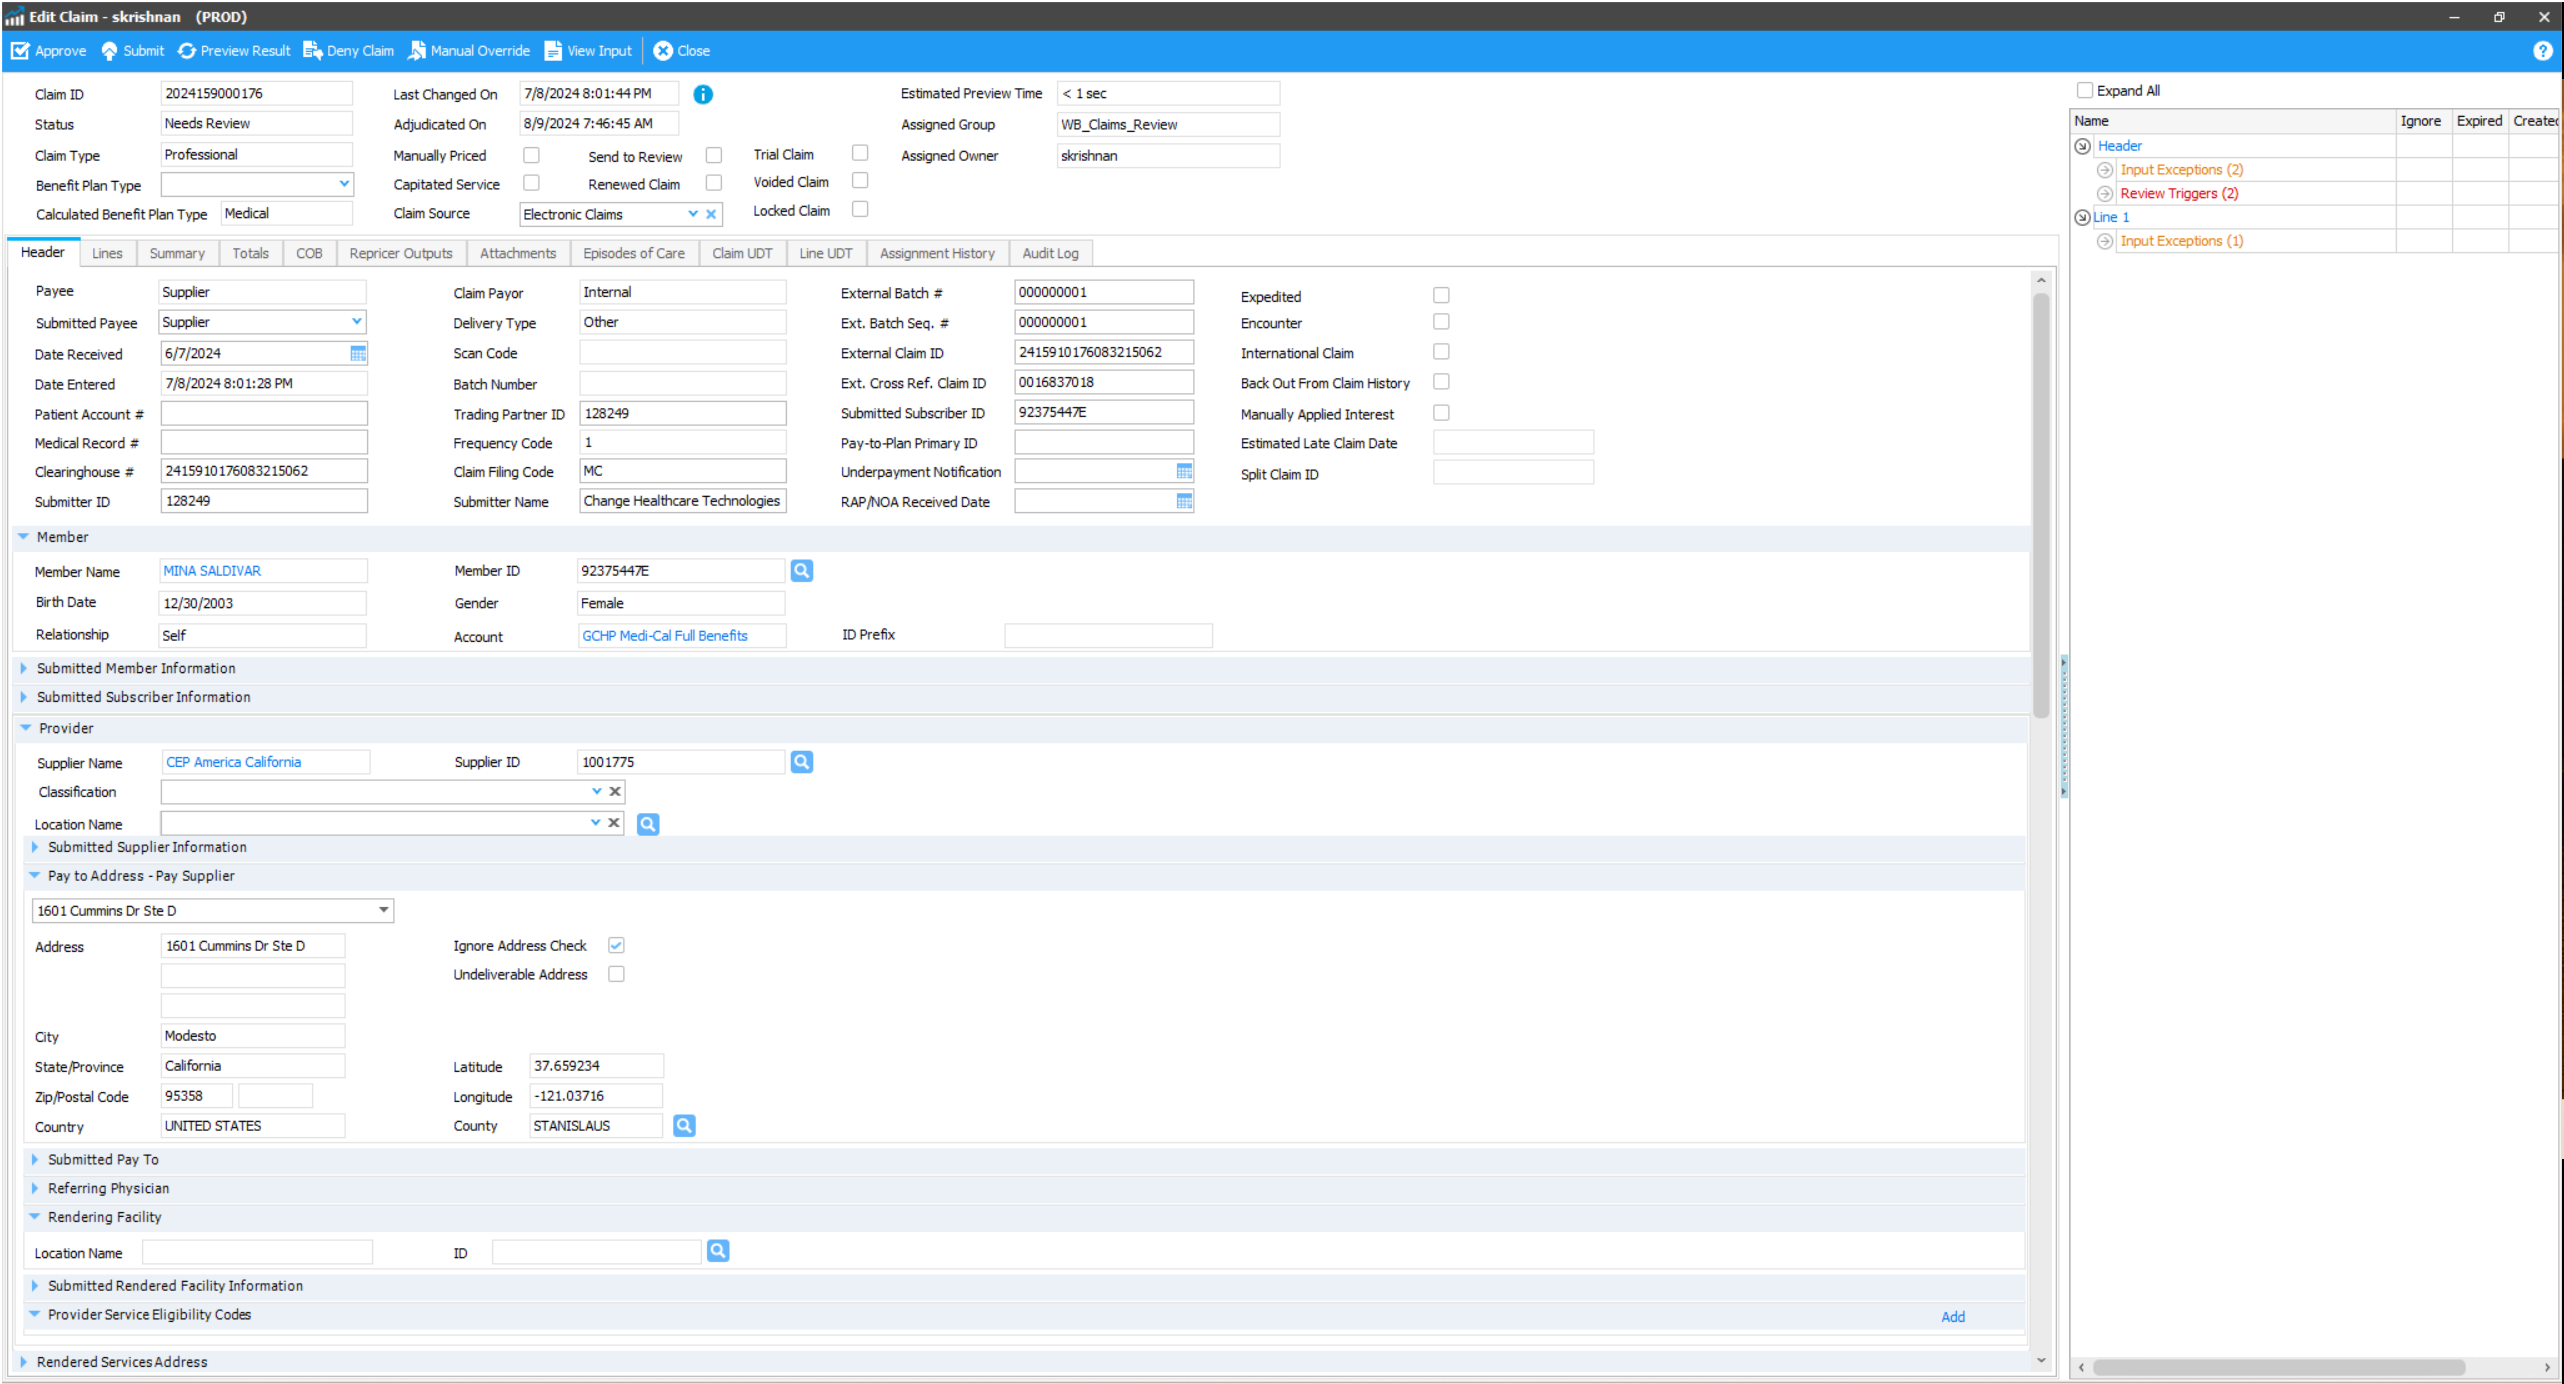 Edit Claim - skrishnan (PROD)
Approve Submit Preview Result Deny Claim Manual Override View Input Close
Claim ID 2024159000176 Last Changed On 7/8/2024 8:01:44 PM Estimated Preview Time < 1 sec
Status Needs Review Adjudicated On 8/9/2024 7:46:45 AM Assigned Group WB_Claims_Review
Claim Type Professional Manually Priced Send to Review Trial Claim Assigned Owner skrishnan
Benefit Plan Type Capitated Service Renewed Claim Voided Claim
Calculated Benefit Plan Type Medical Claim Source Electronic Claims Locked Claim
Header Lines Summary Totals COB Repricer Outputs Attachments Episodes of Care Claim UDT Line UDT Assignment History Audit Log
Payee Supplier Claim Payor Internal External Batch # 000000001 Expedited
Submitted Payee Supplier Delivery Type Other Ext. Batch Seq. # 000000001 Encounter
Date Received 6/7/2024 Scan Code External Claim ID 2415910176083215062 International Claim
Date Entered 7/8/2024 8:01:28 PM Batch Number Ext. Cross Ref. Claim ID 0016837018 Back Out From Claim History
Patient Account # Trading Partner ID 128249 Submitted Subscriber ID 92375447E Manually Applied Interest
Medical Record # Frequency Code 1 Pay-to-Plan Primary ID Estimated Late Claim Date
Clearinghouse # 2415910176083215062 Claim Filing Code MC Underpayment Notification Split Claim ID
Submitter ID 128249 Submitter Name Change Healthcare Technologies RAP/NOA Received Date
Member
Member Name MINA SALDIVAR Member ID 92375447E
Birth Date 12/30/2003 Gender Female
Relationship Self Account GCHP Medi-Cal Full Benefits ID Prefix
Submitted Member Information
Submitted Subscriber Information
Provider
Supplier Name CEP America California Supplier ID 1001775
Classification
Location Name
Submitted Supplier Information
Pay to Address - Pay Supplier
1601 Cummins Dr Ste D
Address 1601 Cummins Dr Ste D Ignore Address Check
Undeliverable Address
City Modesto
State/Province California Latitude 37.659234
Zip/Postal Code 95358 Longitude -121.03716
Country UNITED STATES County STANISLAUS
Submitted Pay To
Referring Physician
Rendering Facility
Location Name ID
Submitted Rendered Facility Information
Provider Service Eligibility Codes Add
Rendered Services Address
Expand All
Name Ignore Expired Created
Header
Input Exceptions (2)
Review Triggers (2)
Line 1
Input Exceptions (1)